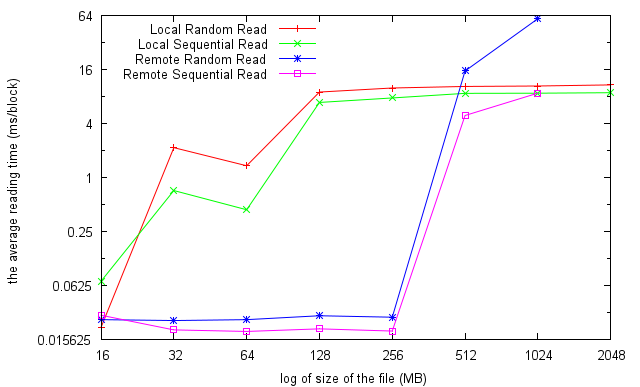 64
16
4
1
0.25
0.0625
0.015625
the average reading time (ms/block)
Local Random Read
Local Sequential Read
Remote Random Read
Remote Sequential Read
16 32 64 128 256 512 1024 2048
log of size of the file (MB)